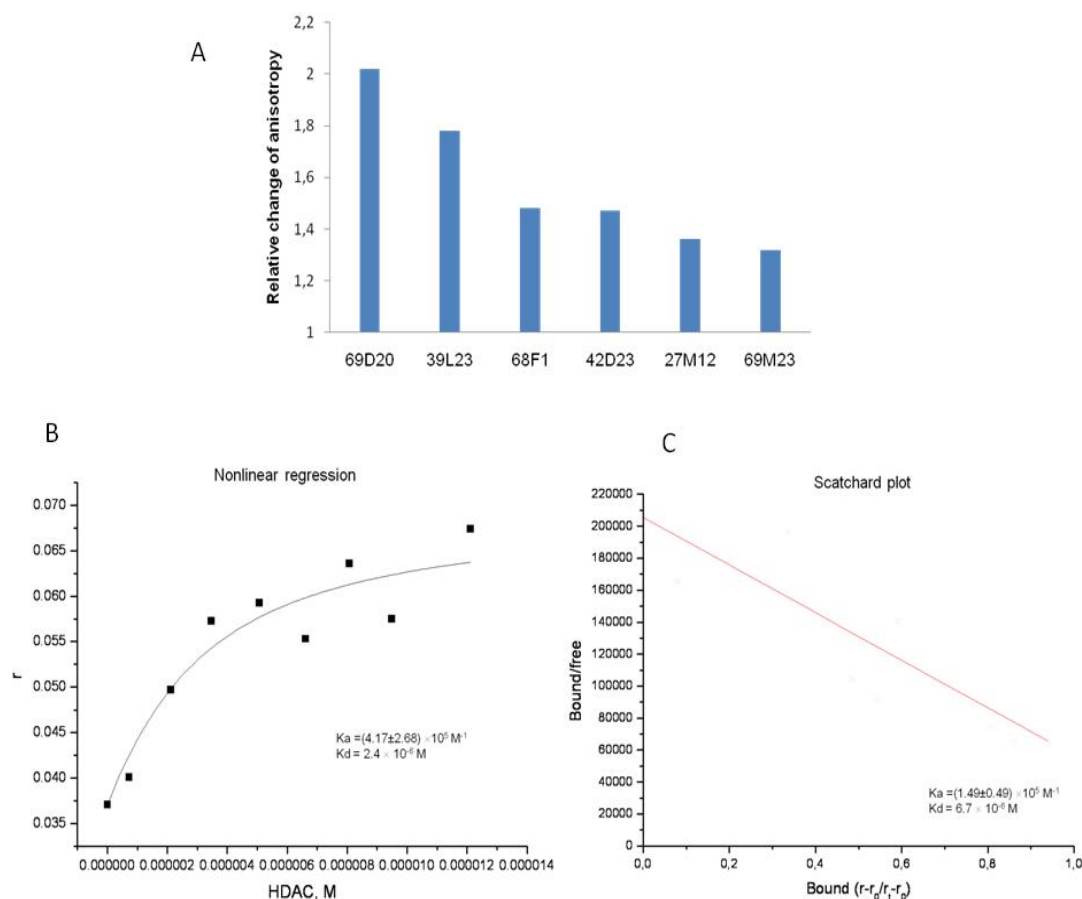 A
Relative change of anisotropy
2,2
2
1,8
1,6
1,4
1,2
1
69D20 39L23 68F1 42D23 27M12 69M23
B
Nonlinear regression
r
0.070
0.065
0.060
0.055
0.050
0.045
0.040
0.035
Ka =(4.17±2.68) ×10⁵ M⁻¹
Kd = 2.4 × 10⁻⁶ M
0.000000 0.000002 0.000004 0.000006 0.000008 0.000010 0.000012 0.000014
HDAC, M
C
Scatchard plot
Bound/free
220000
200000
180000
160000
140000
120000
100000
80000
60000
40000
20000
0
Ka =(1.49±0.49) ×10⁵ M⁻¹
Kd = 6.7 × 10⁻⁶ M
0,0 0,2 0,4 0,6 0,8 1,0
Bound (r-r₀/rₜ-r₀)